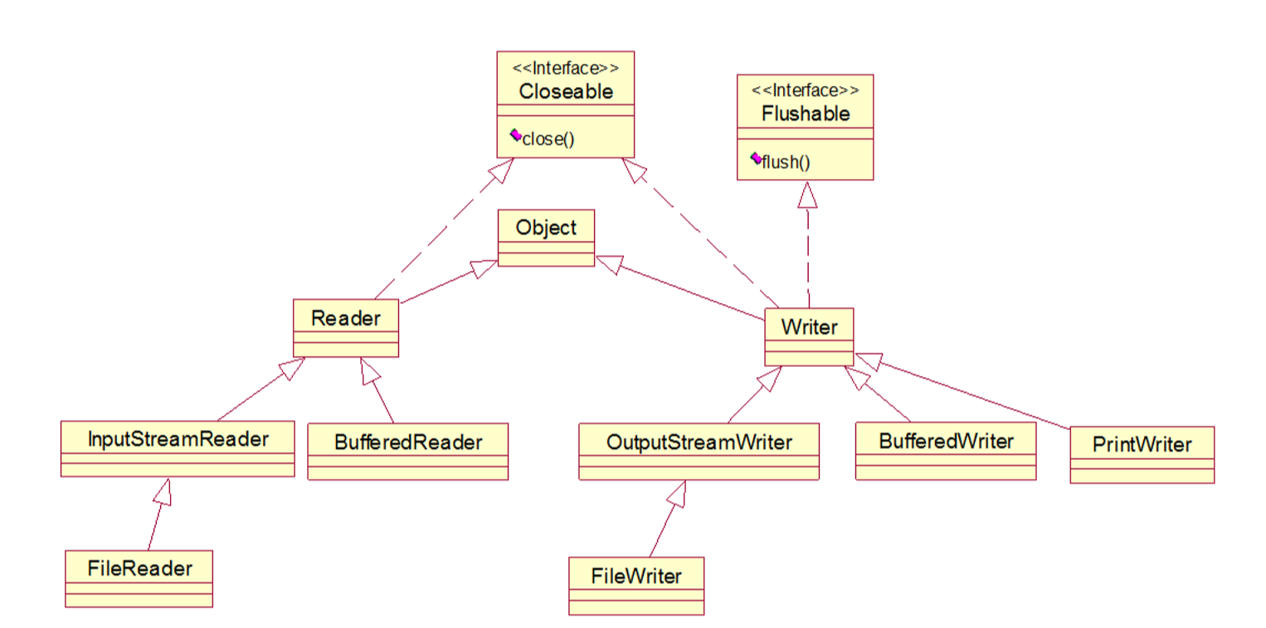 <<Interface>>
Closeable
close()
<<Interface>>
Flushable
flush()
Object
Reader
Writer
InputStreamReader
BufferedReader
OutputStreamWriter
BufferedWriter
PrintWriter
FileReader
FileWriter